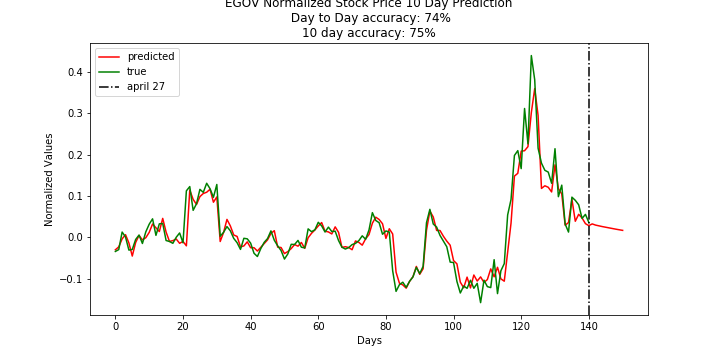 EGOV Normalized Stock Price 10 Day Prediction
Day to Day accuracy: 74%
10 day accuracy: 75%
predicted
true
april 27
Normalized Values
0.4
0.3
0.2
0.1
0.0
−0.1
0
20
40
60
80
100
120
140
Days